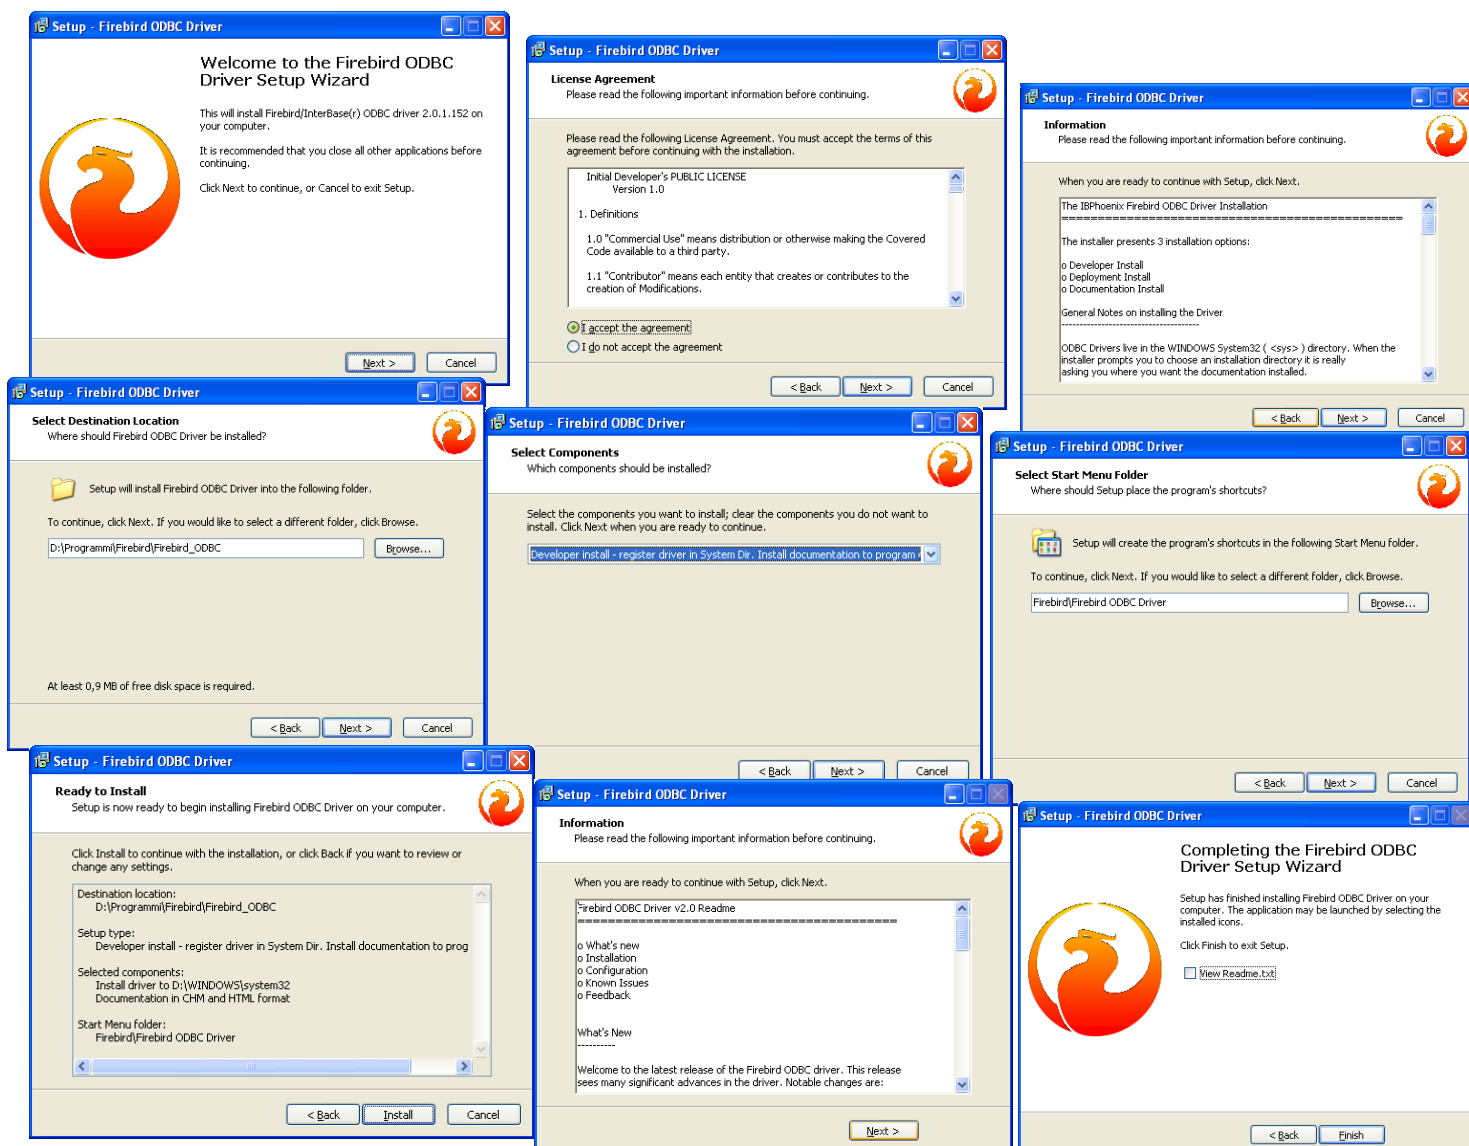 Setup - Firebird ODBC Driver
Welcome to the Firebird ODBC
Driver Setup Wizard
This will install Firebird/InterBase(r) ODBC driver 2.0.1.152 on
your computer.
It is recommended that you close all other applications before
continuing.
Click Next to continue, or Cancel to exit Setup.
Next >
Cancel
Setup - Firebird ODBC Driver
License Agreement
Please read the following important information before continuing.
Please read the following License Agreement. You must accept the terms of this
agreement before continuing with the installation.
Initial Developer's PUBLIC LICENSE
Version 1.0
1. Definitions
1.0 "Commercial Use" means distribution or otherwise making the Covered
Code available to a third party.
1.1 "Contributor" means each entity that creates or contributes to the
creation of Modifications.
I accept the agreement
I do not accept the agreement
< Back
Next >
Cancel
Setup - Firebird ODBC Driver
Information
Please read the following important information before continuing.
When you are ready to continue with Setup, click Next.
The IBPhoenix Firebird ODBC Driver Installation
====================================================
The installer presents 3 installation options:
o Developer Install
o Deployment Install
o Documentation Install
General Notes on installing the Driver
--------------------------------------
ODBC Drivers live in the WINDOWS System32 ( <sys> ) directory. When the
installer prompts you to choose an installation directory it is really
asking you where you want the documentation installed.
< Back
Next >
Cancel
Setup - Firebird ODBC Driver
Select Destination Location
Where should Firebird ODBC Driver be installed?
Setup will install Firebird ODBC Driver into the following folder.
To continue, click Next. If you would like to select a different folder, click Browse.
D:\Programmi\Firebird\Firebird_ODBC
Browse...
At least 0,9 MB of free disk space is required.
< Back
Next >
Cancel
Setup - Firebird ODBC Driver
Select Components
Which components should be installed?
Select the components you want to install; clear the components you do not want to
install. Click Next when you are ready to continue.
Developer install - register driver in System Dir. Install documentation to program
< Back
Next >
Cancel
Setup - Firebird ODBC Driver
Select Start Menu Folder
Where should Setup place the program's shortcuts?
Setup will create the program's shortcuts in the following Start Menu folder.
To continue, click Next. If you would like to select a different folder, click Browse.
Firebird\Firebird ODBC Driver
Browse...
< Back
Next >
Cancel
Setup - Firebird ODBC Driver
Ready to Install
Setup is now ready to begin installing Firebird ODBC Driver on your computer.
Click Install to continue with the installation, or click Back if you want to review or
change any settings.
Destination location:
D:\Programmi\Firebird\Firebird_ODBC
Setup type:
Developer install - register driver in System Dir. Install documentation to prog
Selected components:
Install driver to D:\WINDOWS\system32
Documentation in CHM and HTML format
Start Menu folder:
Firebird\Firebird ODBC Driver
< Back
Install
Cancel
Setup - Firebird ODBC Driver
Information
Please read the following important information before continuing.
When you are ready to continue with Setup, click Next.
Firebird ODBC Driver v2.0 Readme
=================================================
o What's new
o Installation
o Configuration
o Known Issues
o Feedback
What's New
----------
Welcome to the latest release of the Firebird ODBC driver. This release
sees many significant advances in the driver. Notable changes are:
Next >
Setup - Firebird ODBC Driver
Completing the Firebird ODBC
Driver Setup Wizard
Setup has finished installing Firebird ODBC Driver on your
computer. The application may be launched by selecting the
installed icons.
Click Finish to exit Setup.
View Readme.txt
< Back
Finish